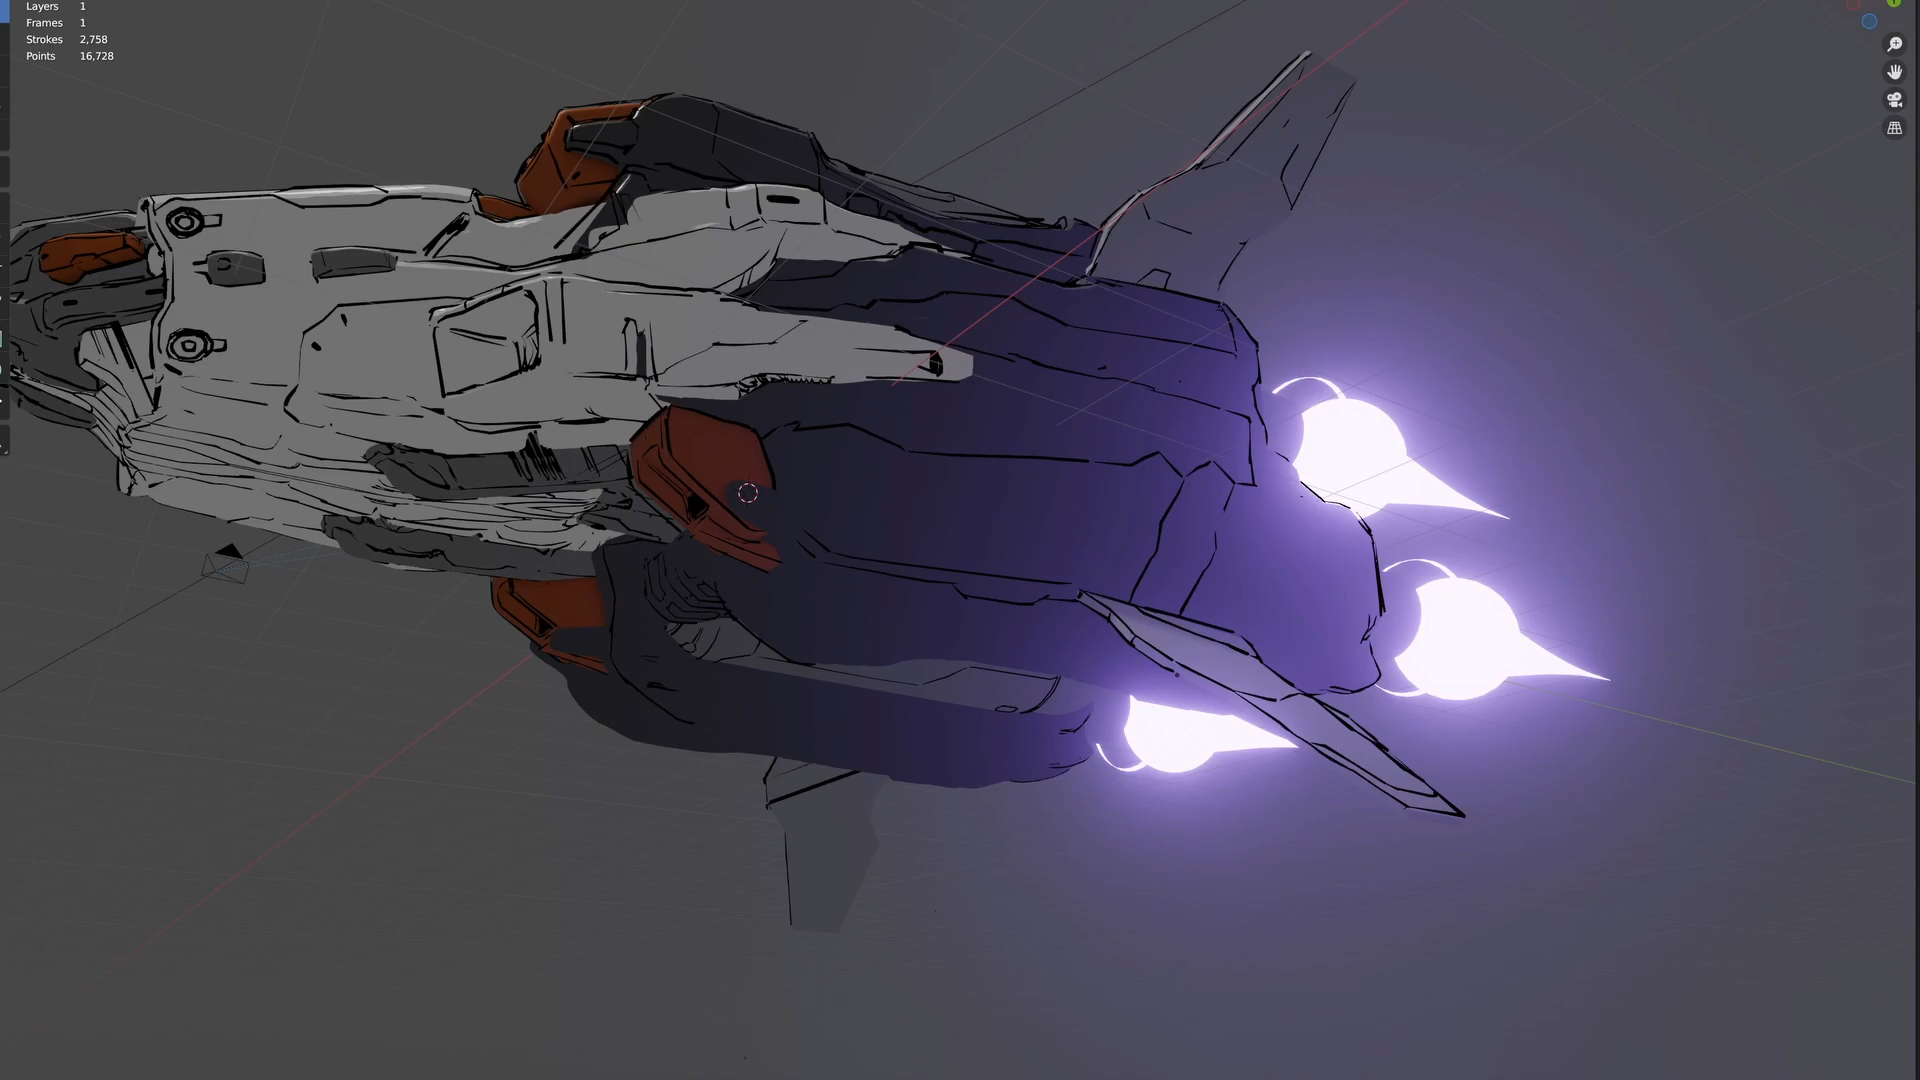 Layers 1
Frames 1
Strokes 2,758
Points 16,728